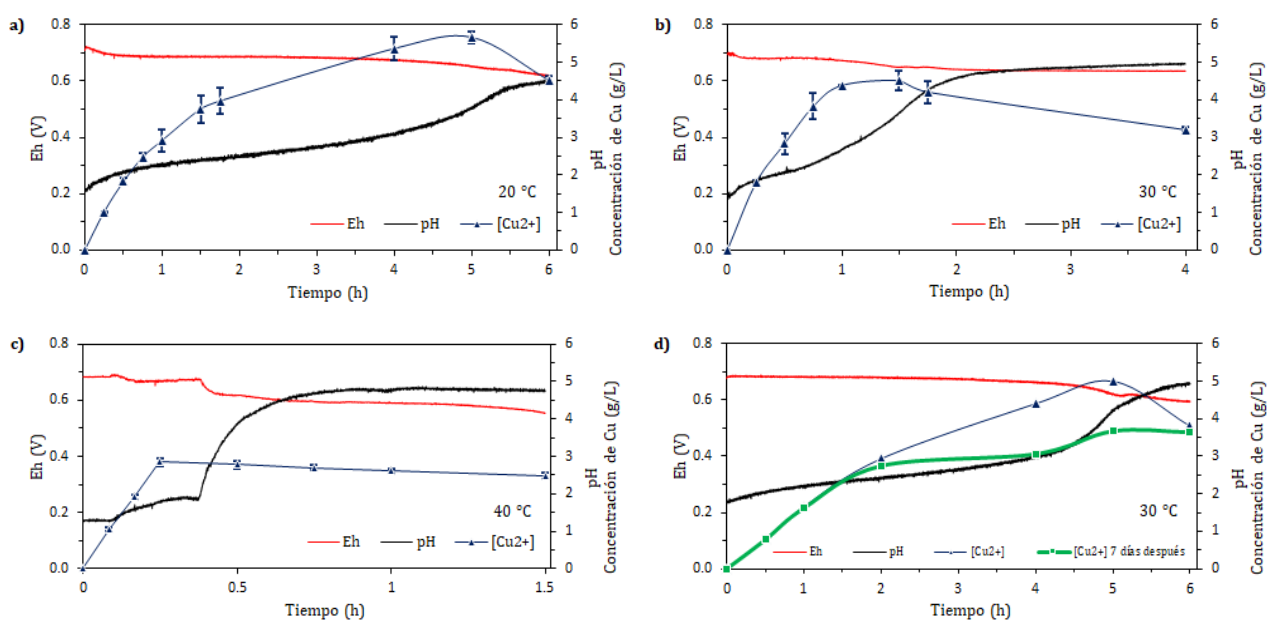 a)
Eh (V)
0.8
0.6
0.4
0.2
0.0
6
5
4
3
2
1
0
pH
Concentración de Cu (g/L)
20 °C
Eh
pH
[Cu2+]
0
1
2
3
4
5
6
Tiempo (h)
b)
Eh (V)
0.8
0.6
0.4
0.2
0.0
6
5
4
3
2
1
0
pH
Concentración de Cu (g/L)
30 °C
Eh
pH
[Cu2+]
0
1
2
3
4
Tiempo (h)
c)
Eh (V)
0.8
0.6
0.4
0.2
0.0
6
5
4
3
2
1
0
pH
Concentración de Cu (g/L)
40 °C
Eh
pH
[Cu2+]
0
0.5
1
1.5
Tiempo (h)
d)
Eh (V)
0.8
0.6
0.4
0.2
0.0
6
5
4
3
2
1
0
pH
Concentración de Cu (g/L)
30 °C
Eh
pH
[Cu2+]
[Cu2+] 7 días después
0
1
2
3
4
5
6
Tiempo (h)